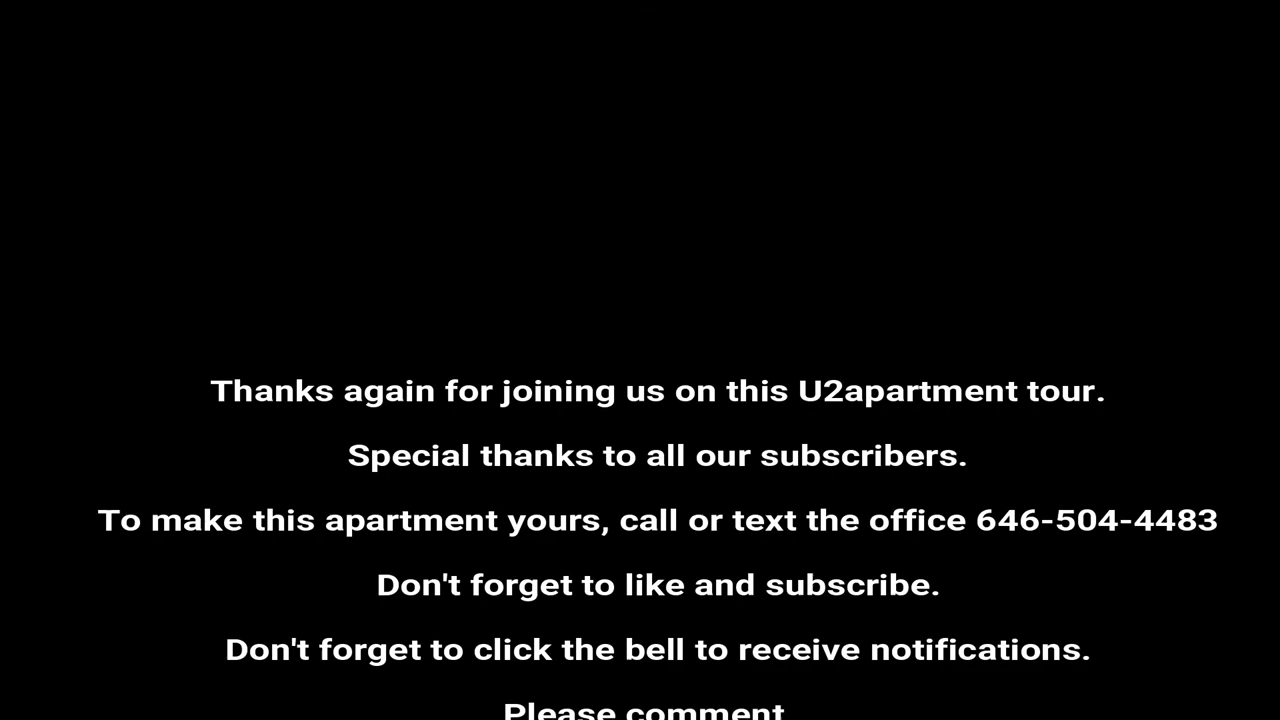 Thanks again for joining us on this U2apartment tour.
Special thanks to all our subscribers.
To make this apartment yours, call or text the office 646-504-4483
Don't forget to like and subscribe.
Don't forget to click the bell to receive notifications.
Please comment